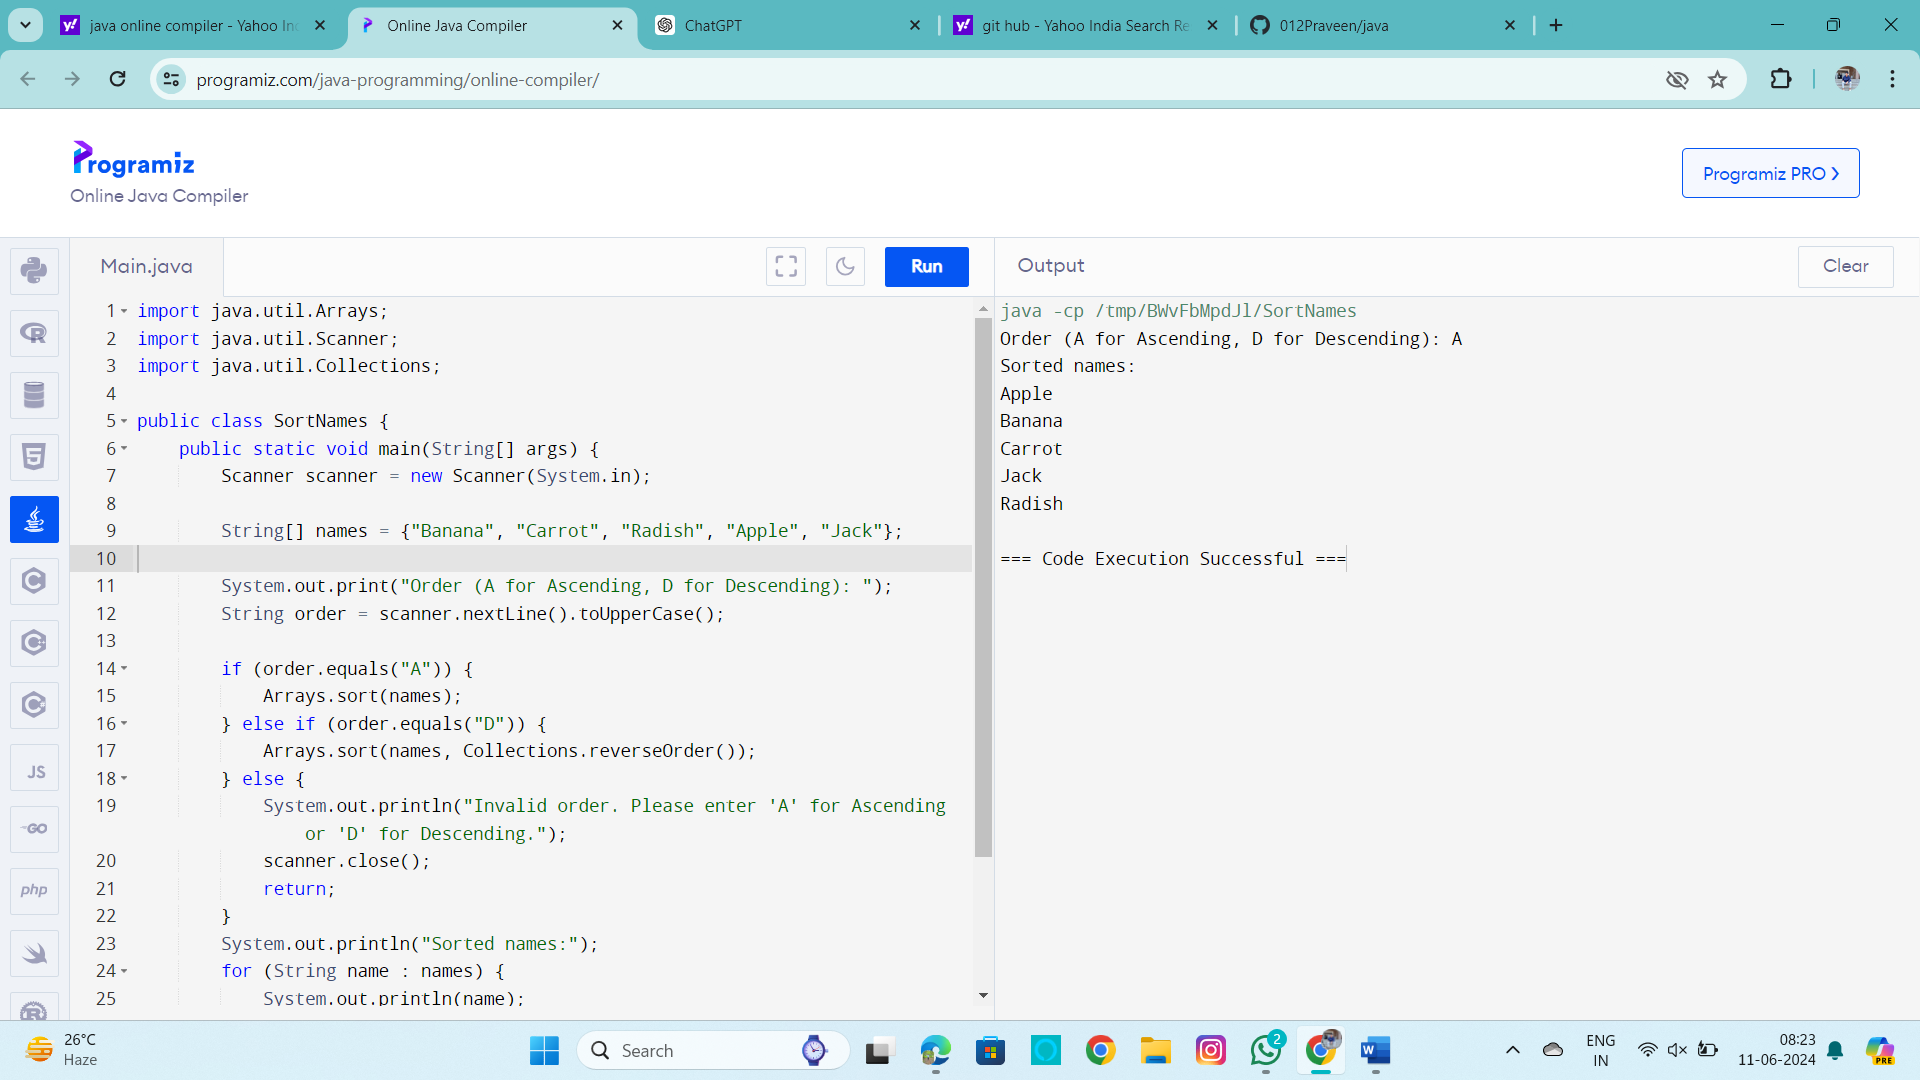 java online compiler - Yahoo Ind
Online Java Compiler
ChatGPT
git hub - Yahoo India Search Re
012Praveen/java
programiz.com/java-programming/online-compiler/
Programiz
Online Java Compiler
Programiz PRO
Main.java
Run
Output
Clear
1 import java.util.Arrays;
2 import java.util.Scanner;
3 import java.util.Collections;
4
5 public class SortNames {
6 public static void main(String[] args) {
7 Scanner scanner = new Scanner(System.in);
8
9 String[] names = {"Banana", "Carrot", "Radish", "Apple", "Jack"};
10
11 System.out.print("Order (A for Ascending, D for Descending): ");
12 String order = scanner.nextLine().toUpperCase();
13
14 if (order.equals("A")) {
15 Arrays.sort(names);
16 } else if (order.equals("D")) {
17 Arrays.sort(names, Collections.reverseOrder());
18 } else {
19 System.out.println("Invalid order. Please enter 'A' for Ascending
or 'D' for Descending.");
20 scanner.close();
21 return;
22 }
23 System.out.println("Sorted names:");
24 for (String name : names) {
25 System.out.println(name);
java -cp /tmp/BWvFbMpdJl/SortNames
Order (A for Ascending, D for Descending): A
Sorted names:
Apple
Banana
Carrot
Jack
Radish
=== Code Execution Successful ===
JS
GO
php
26°C
Haze
Search
2
ENG
IN
08:23
11-06-2024
PRE